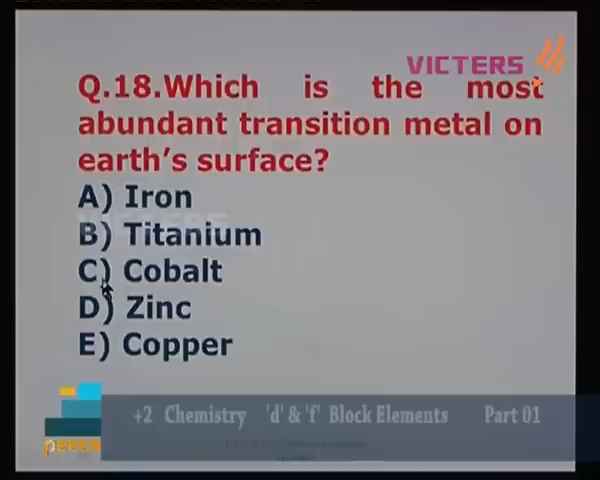 VICTERS
Q.18.Which is the most
abundant transition metal on
earth's surface?
A) Iron
B) Titanium
C) Cobalt
D) Zinc
E) Copper
+2 Chemistry 'd' & 'f' Block Elements Part 01
peece